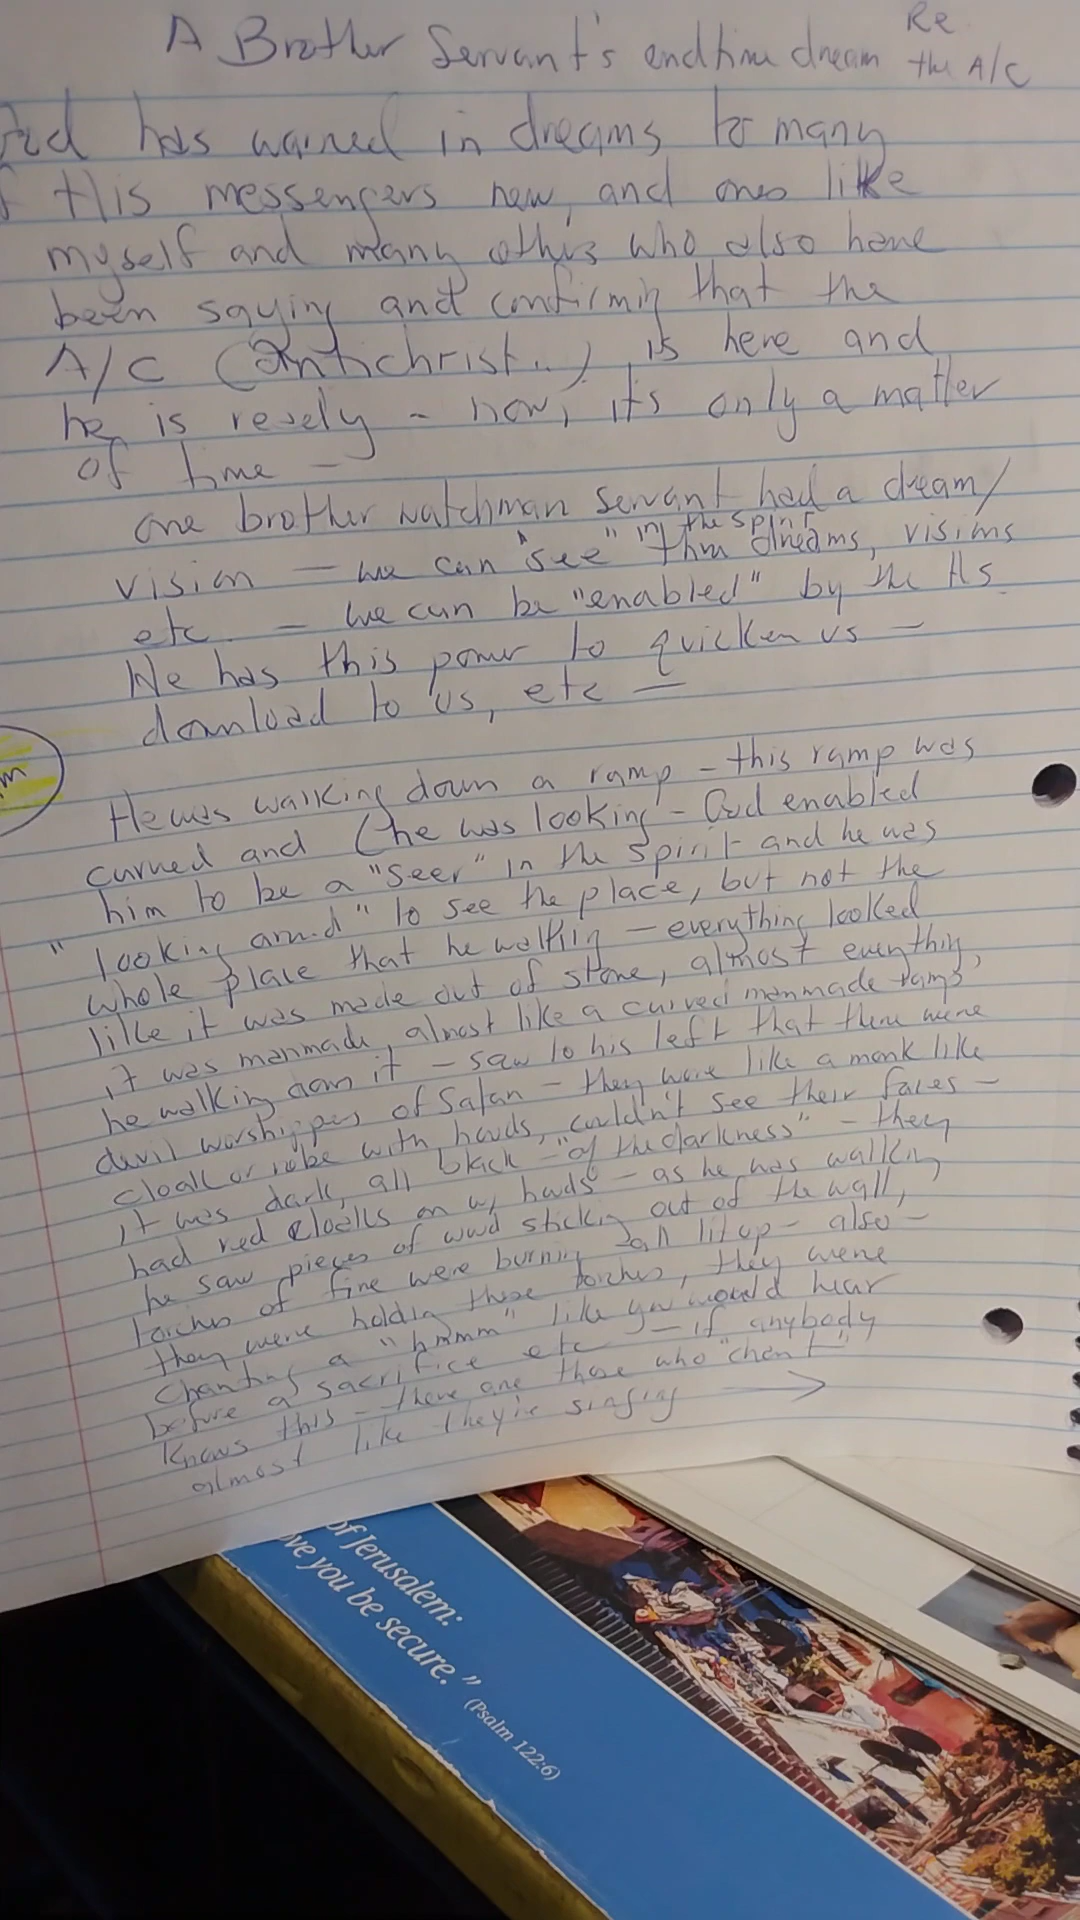 A Brother Servant's endtime dream Re
the A/C
God has warned in dreams to many
of His messengers now, and ones like
myself and many others who also have
been saying and confirmin that the
A/C (Antichrist..) is here and
he is ready - now, it's only a matter
of time -
one brother watchman servant had a dream/
vision - we can "see" in the spirit thru dreams, visions
etc. - we can be "enabled" by the HS.
He has this power to quicken us -
download to us, etc -
He was walking down a ramp - this ramp was
curved and (he was looking - God enabled
him to be a "seer" in the spirit and he was
"looking around" to see the place, but not the
whole place that he walkin - everything looked
like it was made out of stone, almost everything,
it was manmade, almost like a curved manmade ramp
he walking down it - saw to his left that there were
devil worshippers of Satan - they wore like a monk like
cloak or robe with hoods, couldn't see their faces -
it was dark, all black - "of the darkness" - they
had red cloaks on w/ hoods - as he was walkin
he saw pieces of wood stickin out of the wall,
torches of fire were burnin all lit up - also -
they were holdin these torches, they were
chantin a "hmmm" like you would hear
before a sacrifice etc - if anybody
knows this - there are those who "chant"
almost like they're singing →
of Jerusalem:
ove you be secure."
(Psalm 122:6)